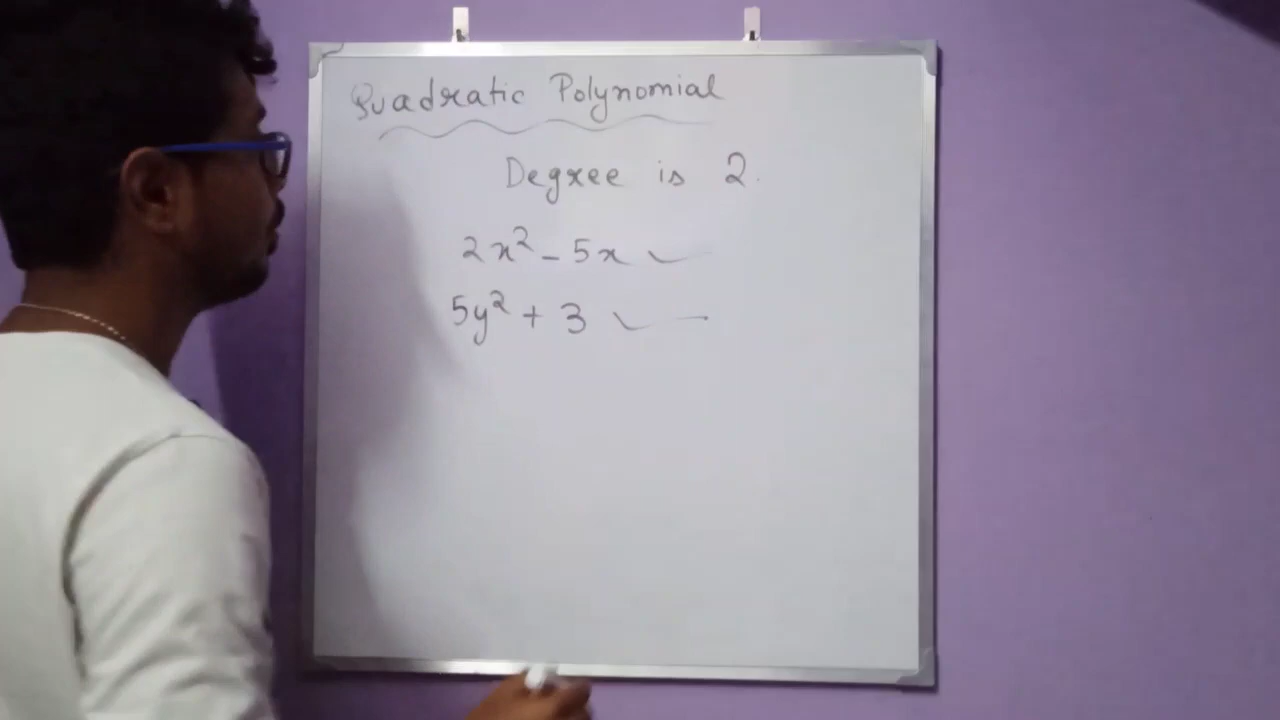 Quadratic Polynomial
Degree is 2.
2x² - 5x ✓
5y² + 3 ✓